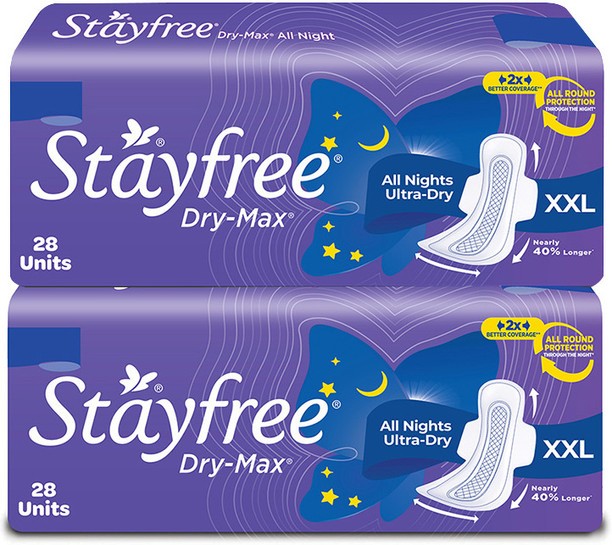 Stayfree® Dry-Max® All Night
2x
BETTER COVERAGE**
ALL ROUND
PROTECTION
THROUGH THE NIGHT*
Stayfree®
Dry-Max®
All Nights
Ultra-Dry
XXL
Nearly
40% Longer^
28
Units
2x
BETTER COVERAGE**
ALL ROUND
PROTECTION
THROUGH THE NIGHT*
Stayfree®
Dry-Max®
All Nights
Ultra-Dry
XXL
Nearly
40% Longer^
28
Units